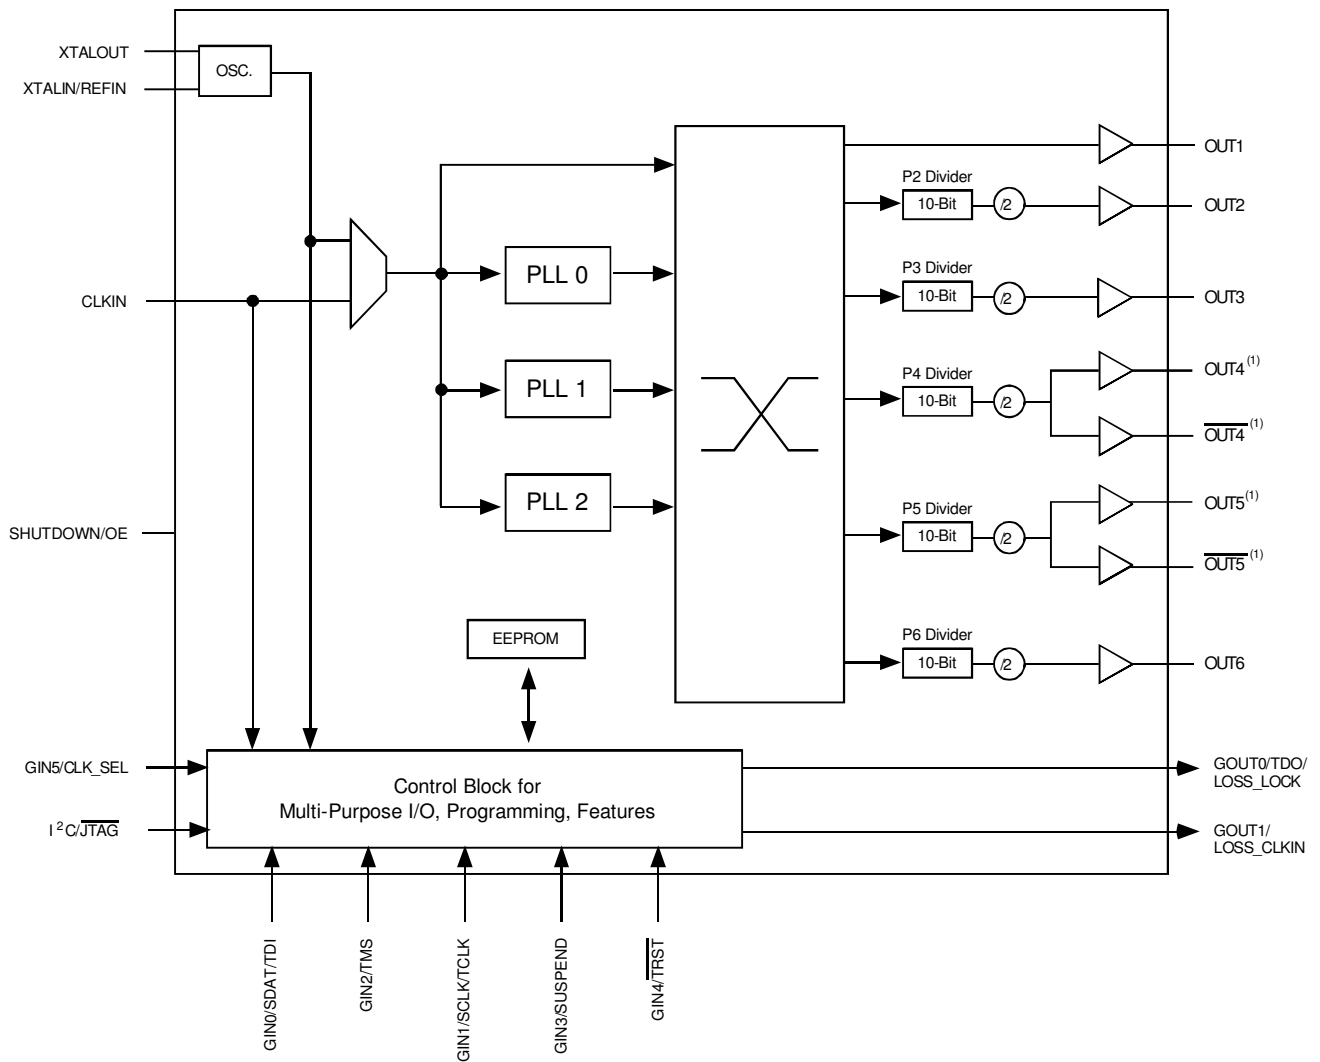 XTALOUT
OSC.
XTALIN/REFIN
OUT1
P2 Divider
10-Bit
/2
OUT2
PLL 0
P3 Divider
10-Bit
/2
OUT3
CLKIN
PLL 1
P4 Divider
10-Bit
/2
OUT4(1)
OUT4(1)
PLL 2
P5 Divider
10-Bit
/2
OUT5(1)
OUT5(1)
SHUTDOWN/OE
EEPROM
P6 Divider
10-Bit
/2
OUT6
GIN5/CLK_SEL
I2C/JTAG
Control Block for
Multi-Purpose I/O, Programming, Features
GOUT0/TDO/
LOSS_LOCK
GOUT1/
LOSS_CLKIN
GIN0/SDAT/TDI
GIN2/TMS
GIN1/SCLK/TCLK
GIN3/SUSPEND
GIN4/TRST